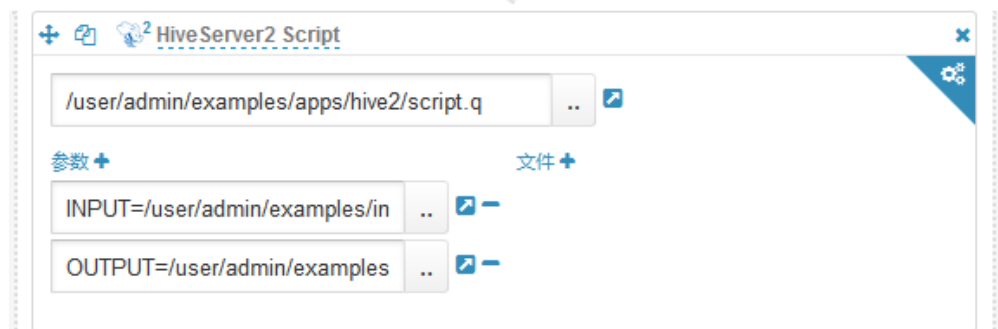 2 HiveServer2 Script
/user/admin/examples/apps/hive2/script.q ..
参数 文件
INPUT=/user/admin/examples/in ..
OUTPUT=/user/admin/examples ..